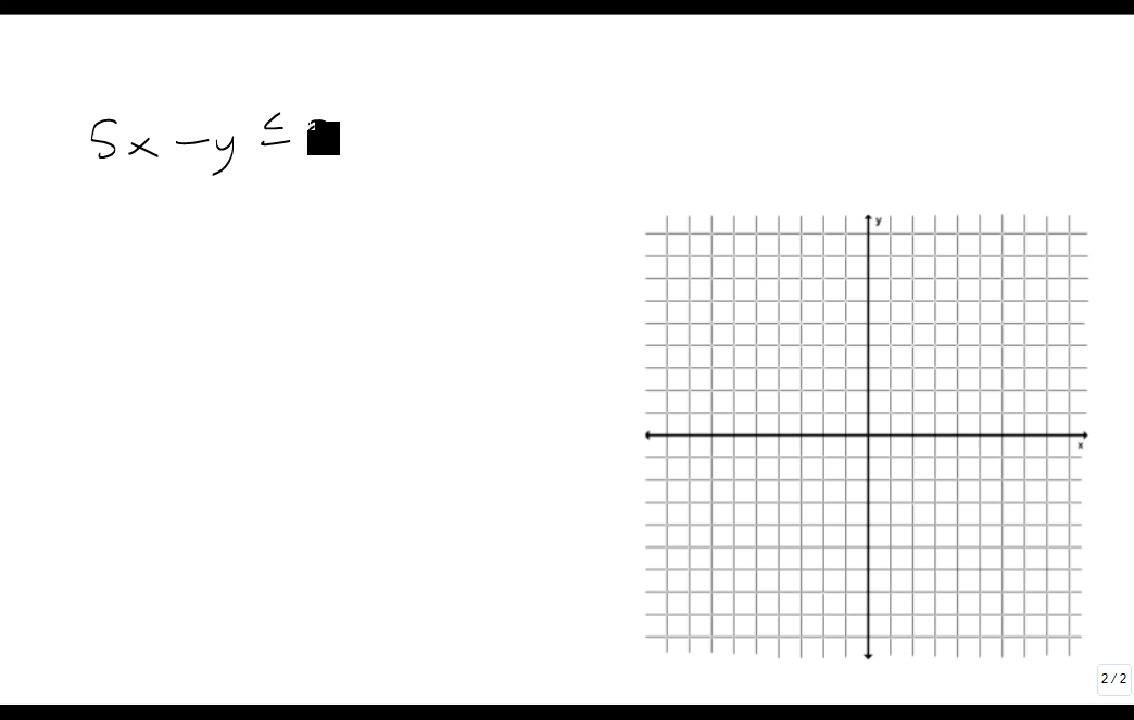 5x - y ≤
y
x
2/2